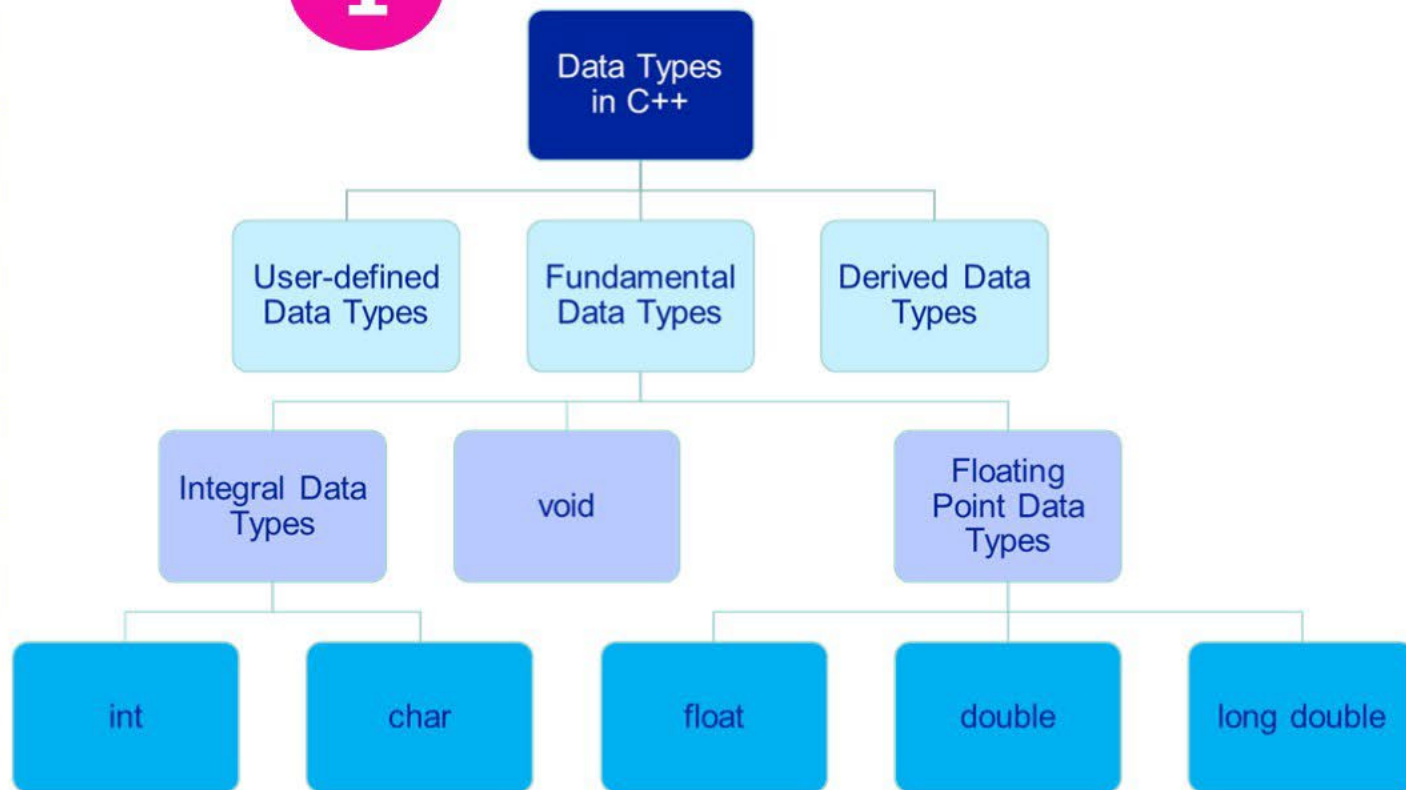 Data Types
in C++
User-defined
Data Types
Fundamental
Data Types
Derived Data
Types
Integral Data
Types
void
Floating
Point Data
Types
int
char
float
double
long double